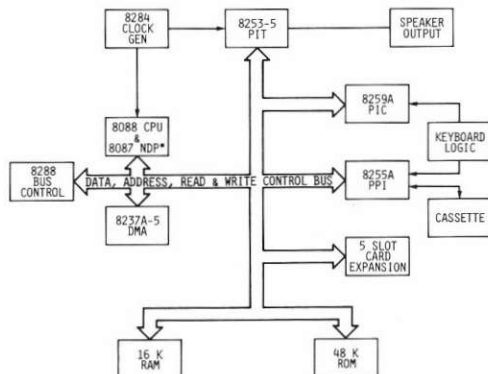 8284
CLOCK
GEN
8253-5
PIT
SPEAKER
OUTPUT
8259A
PIC
8088 CPU
&
8087 NDP*
KEYBOARD
LOGIC
8288
BUS
CONTROL
DATA, ADDRESS, READ & WRITE CONTROL BUS
8255A
PPI
8237A-5
DMA
CASSETTE
5 SLOT
CARD
EXPANSION
16 K
RAM
48 K
ROM